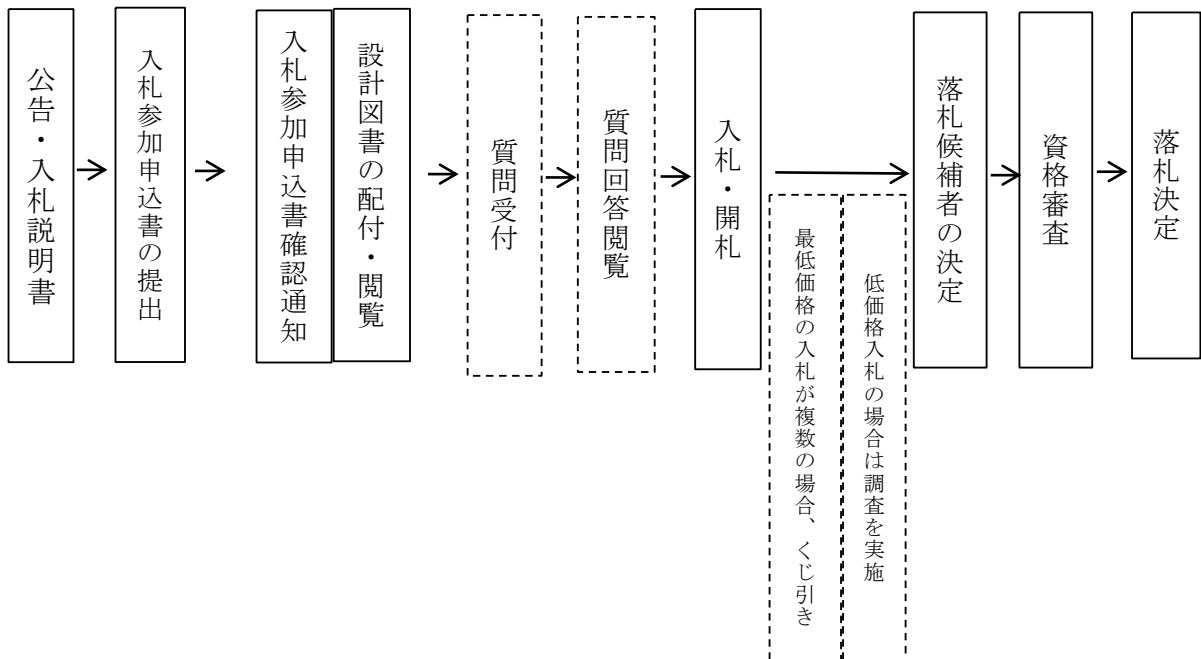 公告・入札説明書
入札参加申込書の提出
入札参加申込書確認通知
設計図書の配付・閲覧
質問受付
質問回答閲覧
入札・開札
最低価格の入札が複数の場合、くじ引き
低価格入札の場合は調査を実施
落札候補者の決定
資格審査
落札決定